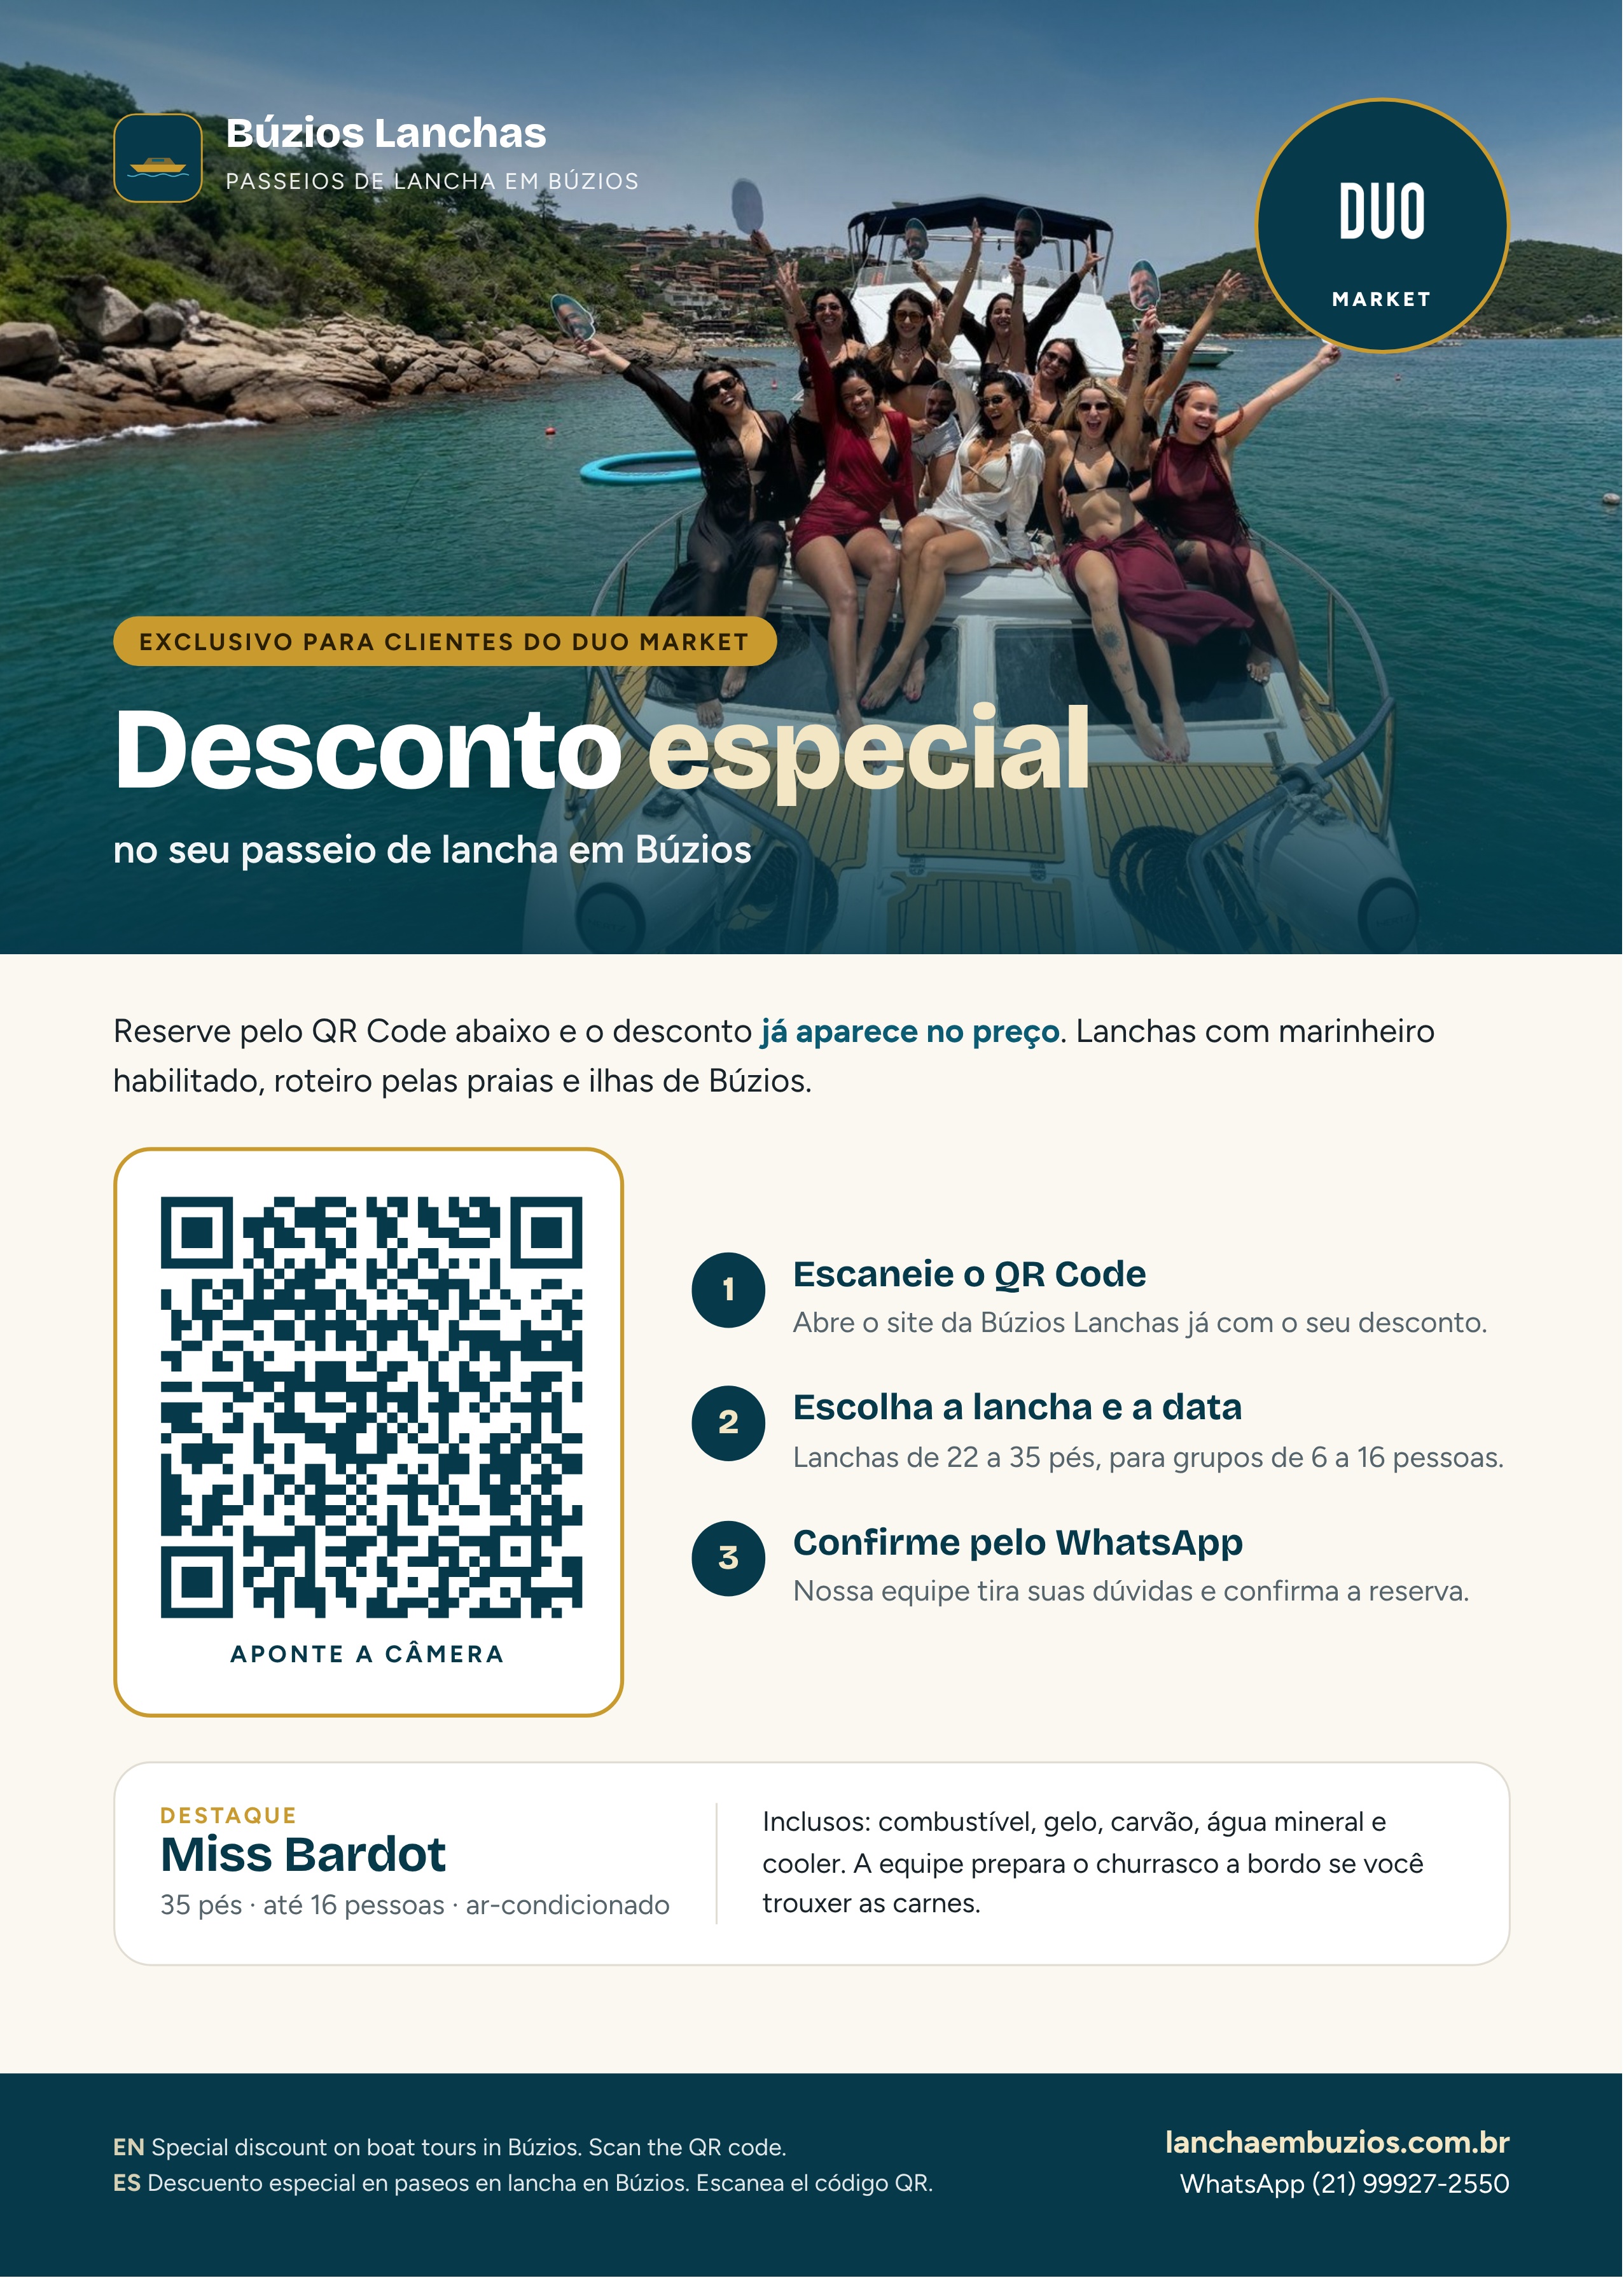 Búzios Lanchas
PASSEIOS DE LANCHA EM BÚZIOS
DUO
MARKET
EXCLUSIVO PARA CLIENTES DO DUO MARKET
Desconto especial
no seu passeio de lancha em Búzios
Reserve pelo QR Code abaixo e o desconto já aparece no preço. Lanchas com marinheiro
habilitado, roteiro pelas praias e ilhas de Búzios.
APONTE A CÂMERA
1
Escaneie o QR Code
Abre o site da Búzios Lanchas já com o seu desconto.
2
Escolha a lancha e a data
Lanchas de 22 a 35 pés, para grupos de 6 a 16 pessoas.
3
Confirme pelo WhatsApp
Nossa equipe tira suas dúvidas e confirma a reserva.
DESTAQUE
Miss Bardot
35 pés · até 16 pessoas · ar-condicionado
Inclusos: combustível, gelo, carvão, água mineral e
cooler. A equipe prepara o churrasco a bordo se você
trouxer as carnes.
EN Special discount on boat tours in Búzios. Scan the QR code.
ES Descuento especial en paseos en lancha en Búzios. Escanea el código QR.
lanchaembuzios.com.br
WhatsApp (21) 99927-2550